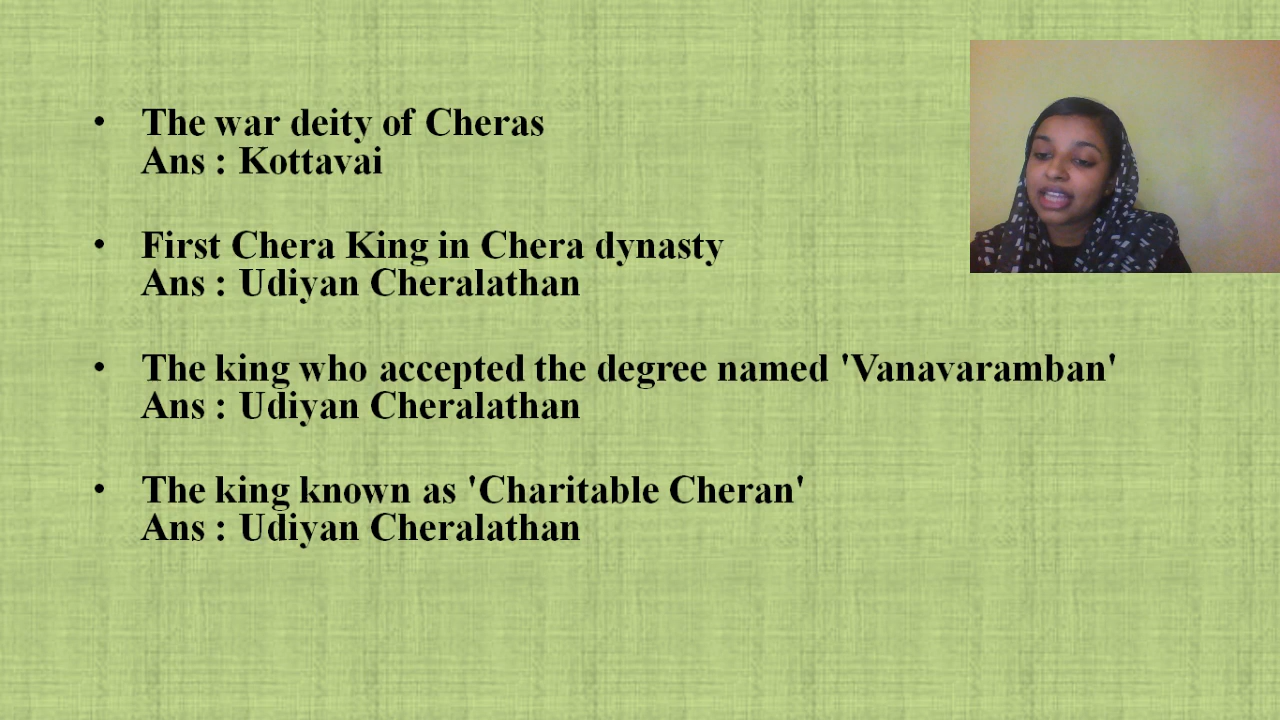 • The war deity of Cheras
Ans : Kottavai
• First Chera King in Chera dynasty
Ans : Udiyan Cheralathan
• The king who accepted the degree named 'Vanavaramban'
Ans : Udiyan Cheralathan
• The king known as 'Charitable Cheran'
Ans : Udiyan Cheralathan